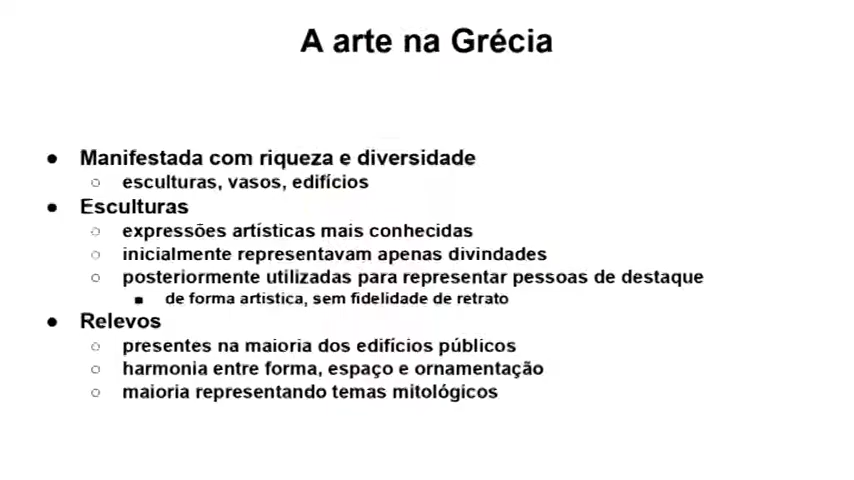 A arte na Grécia
● Manifestada com riqueza e diversidade
○ esculturas, vasos, edifícios
● Esculturas
○ expressões artísticas mais conhecidas
○ inicialmente representavam apenas divindades
○ posteriormente utilizadas para representar pessoas de destaque
■ de forma artística, sem fidelidade de retrato
● Relevos
○ presentes na maioria dos edifícios públicos
○ harmonia entre forma, espaço e ornamentação
○ maioria representando temas mitológicos